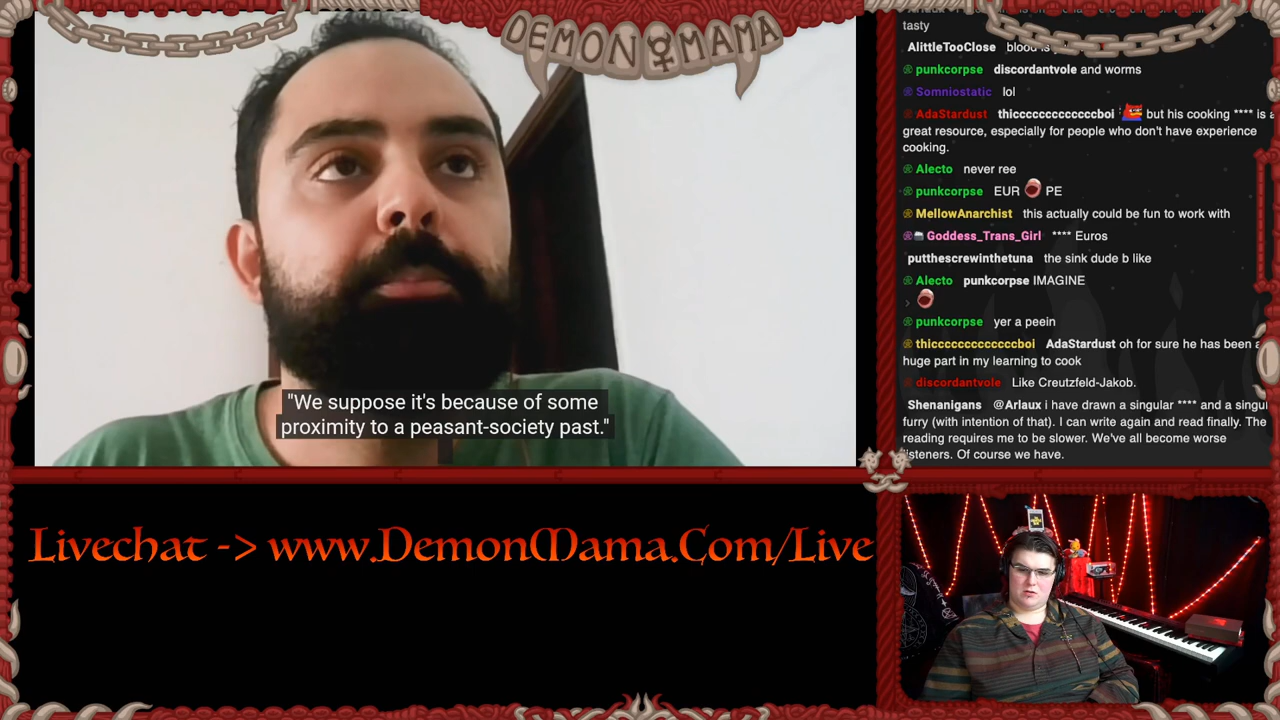 DEMON MAMA
"We suppose it's because of some
proximity to a peasant-society past."
tasty
AlittleTooClose blood is
punkcorpse discordantvole and worms
Somniostatic lol
AdaStardust thiccccccccccccboi but his cooking **** is a
great resource, especially for people who don't have experience
cooking.
Alecto never ree
punkcorpse EUR PE
MellowAnarchist this actually could be fun to work with
Goddess_Trans_Girl **** Euros
putthescrewinthetuna the sink dude b like
Alecto punkcorpse IMAGINE
punkcorpse yer a peein
thiccccccccccccboi AdaStardust oh for sure he has been a
huge part in my learning to cook
discordantvole Like Creutzfeld-Jakob.
Shenanigans @Arlaux i have drawn a singular **** and a singul
furry (with intention of that). I can write again and read finally. The
reading requires me to be slower. We've all become worse
listeners. Of course we have.
Livechat -> www.DemonMama.Com/Live